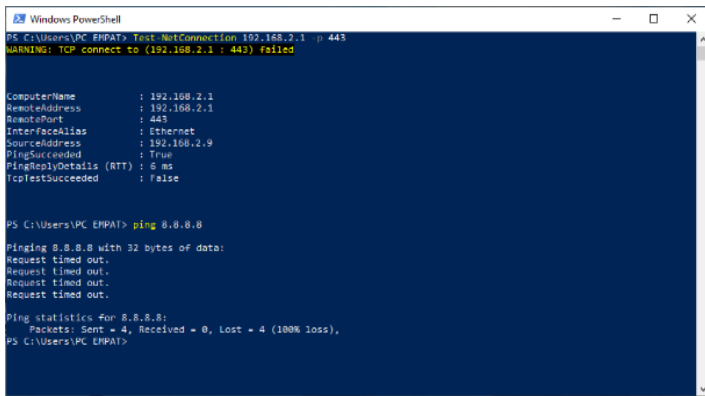 Windows PowerShell
PS C:\Users\PC EMPAT> Test-NetConnection 192.168.2.1 -p 443
WARNING: TCP connect to (192.168.2.1 : 443) failed
ComputerName : 192.168.2.1
RemoteAddress : 192.168.2.1
RemotePort : 443
InterfaceAlias : Ethernet
SourceAddress : 192.168.2.9
PingSucceeded : True
PingReplyDetails (RTT) : 6 ms
TcpTestSucceeded : False
PS C:\Users\PC EMPAT> ping 8.8.8.8
Pinging 8.8.8.8 with 32 bytes of data:
Request timed out.
Request timed out.
Request timed out.
Request timed out.
Ping statistics for 8.8.8.8:
Packets: Sent = 4, Received = 0, Lost = 4 (100% loss),
PS C:\Users\PC EMPAT>